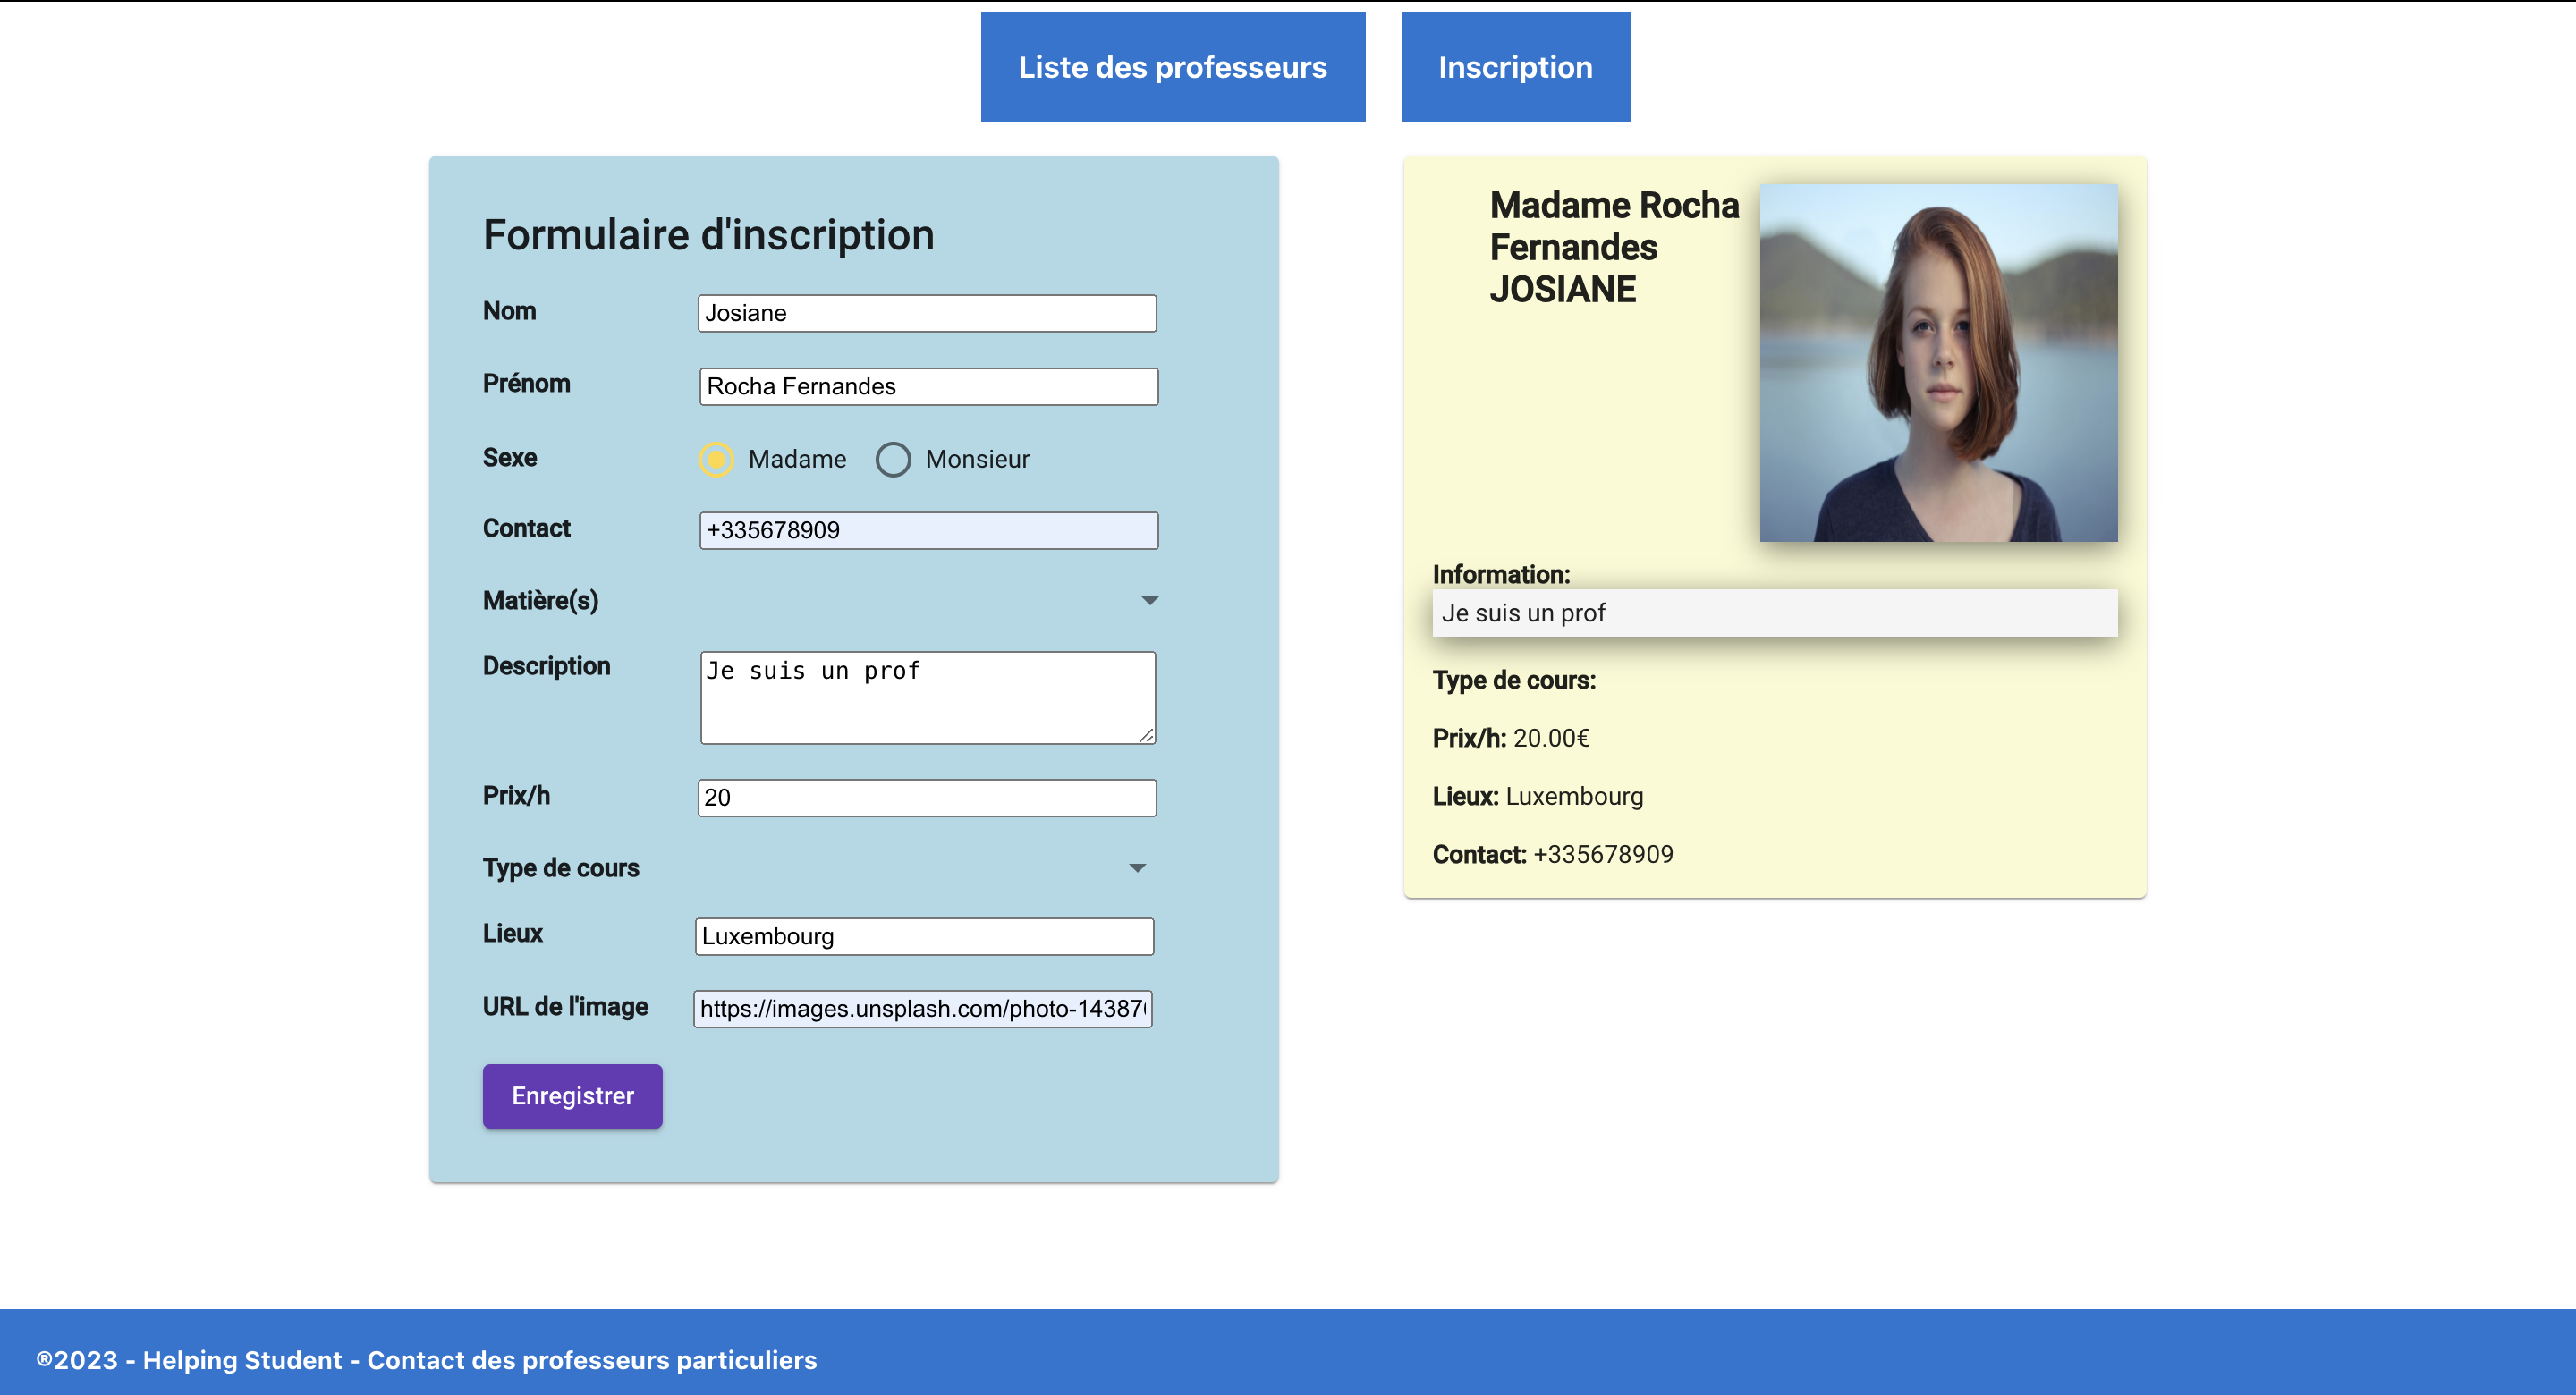 Liste des professeurs
Inscription
Formulaire d'inscription
Nom
Josiane
Prénom
Rocha Fernandes
Sexe
Madame
Monsieur
Contact
+335678909
Matière(s)
Description
Je suis un prof
Prix/h
20
Type de cours
Lieux
Luxembourg
URL de l'image
https://images.unsplash.com/photo-14387
Enregistrer
Madame Rocha
Fernandes
JOSIANE
Information:
Je suis un prof
Type de cours:
Prix/h: 20.00€
Lieux: Luxembourg
Contact: +335678909
®2023 - Helping Student - Contact des professeurs particuliers